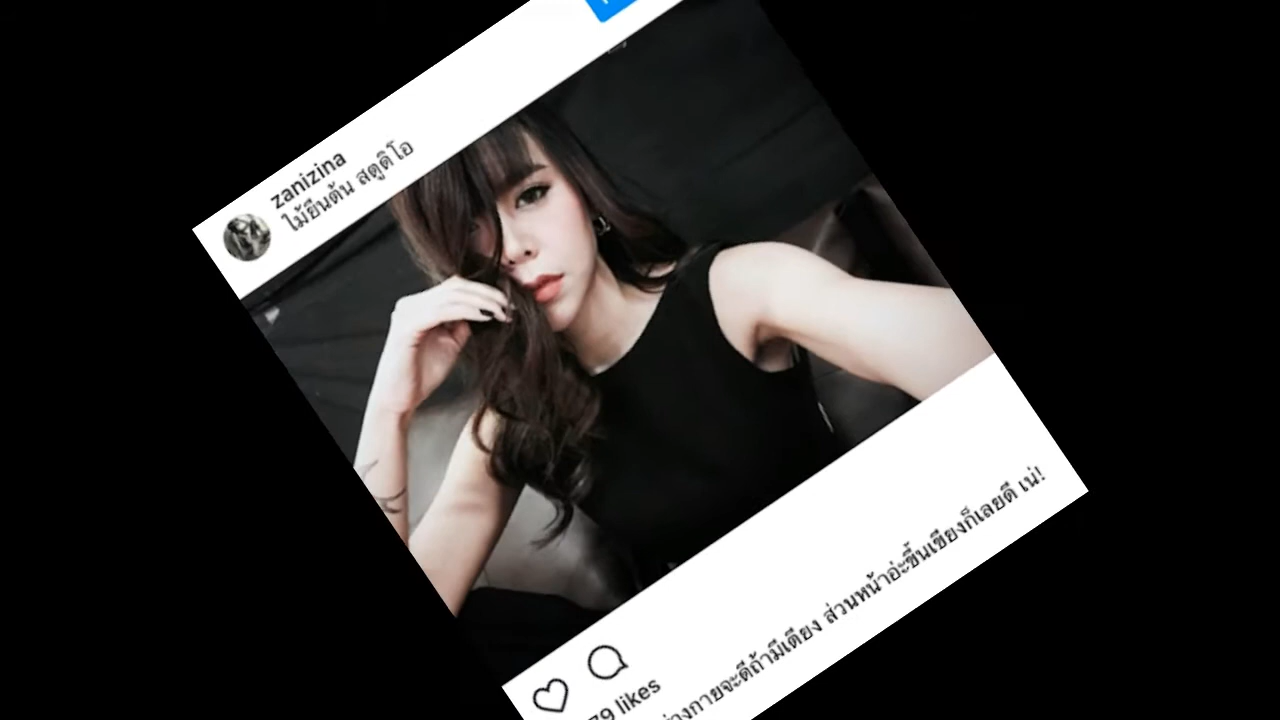 zanizina
ไม้ยืนต้น สตูดิโอ
79 likes
ร่างกายจะดีถ้ามีเตียง ส่วนหน้าอ่ะขึ้นเขียงก็เลยดี เน่!